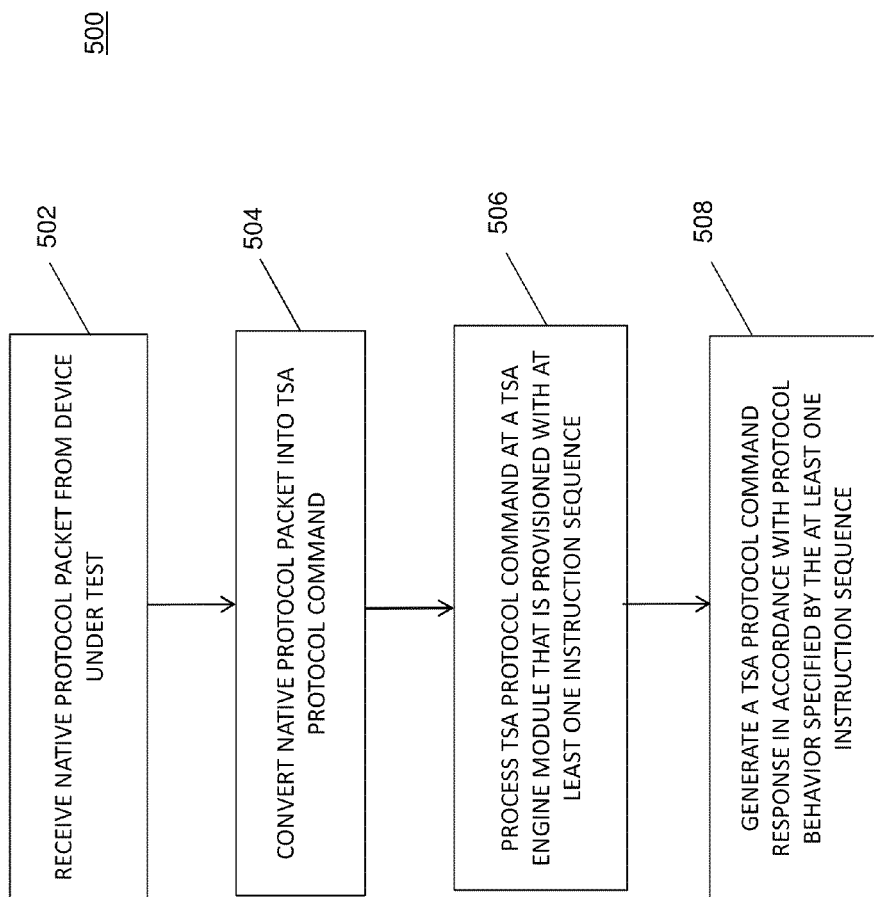 500
RECEIVE NATIVE PROTOCOL PACKET FROM DEVICE
UNDER TEST
502
CONVERT NATIVE PROTOCOL PACKET INTO TSA
PROTOCOL COMMAND
504
PROCESS TSA PROTOCOL COMMAND AT A TSA
ENGINE MODULE THAT IS PROVISIONED WITH AT
LEAST ONE INSTRUCTION SEQUENCE
506
GENERATE A TSA PROTOCOL COMMAND
RESPONSE IN ACCORDANCE WITH PROTOCOL
BEHAVIOR SPECIFIED BY THE AT LEAST ONE
INSTRUCTION SEQUENCE
508